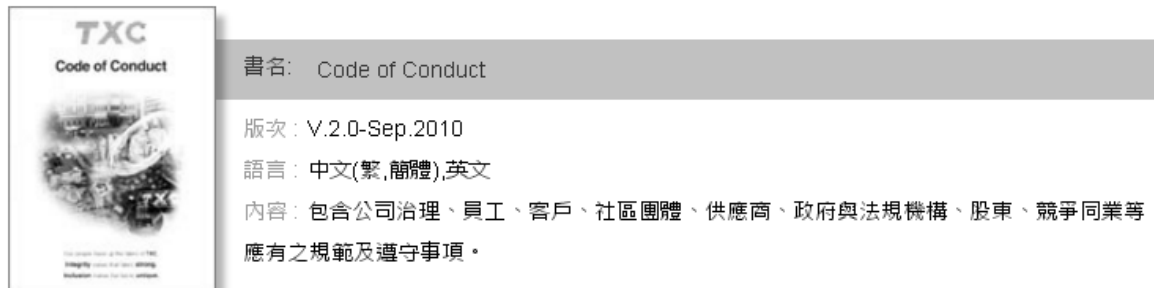 TXC
Code of Conduct
書名: Code of Conduct
版次 : V.2.0-Sep.2010
語言 : 中文(繁,簡體),英文
內容 : 包含公司治理、員工、客戶、社區團體、供應商、政府與法規機構、股東、競爭同業等
應有之規範及遵守事項。
TXC